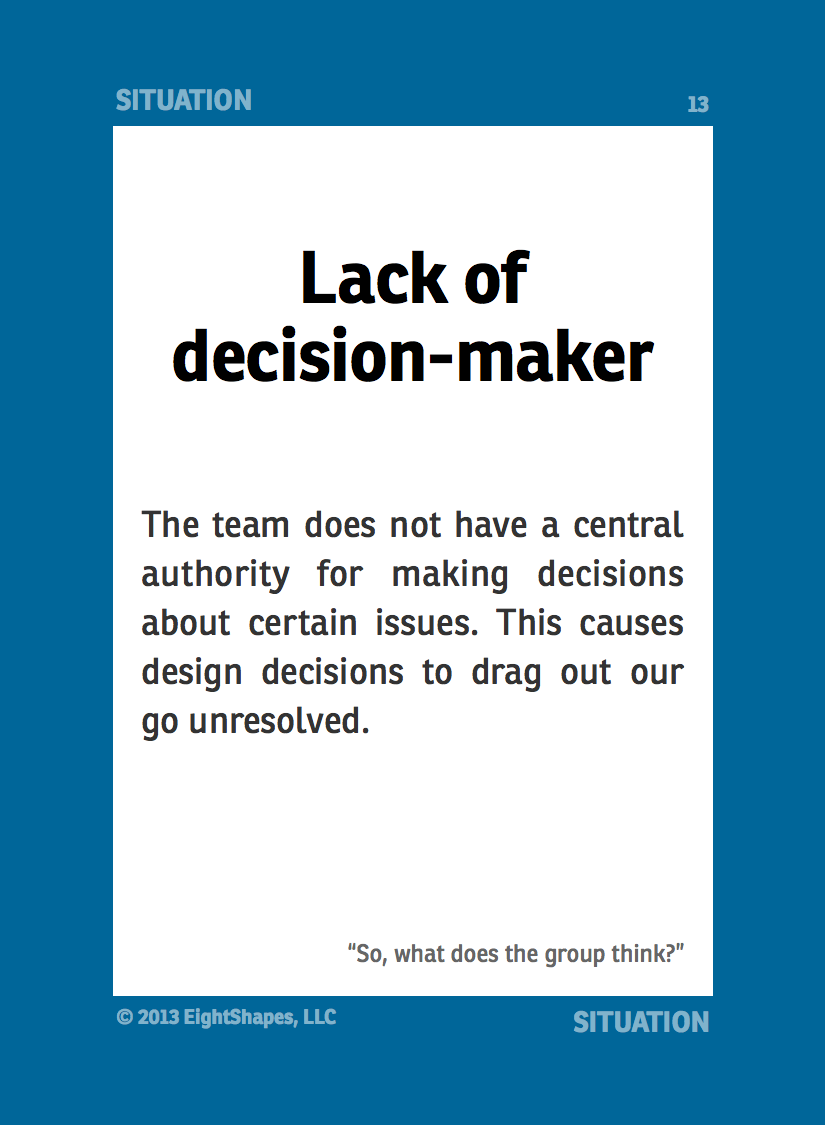 SITUATION
13
Lack of
decision-maker
The team does not have a central
authority for making decisions
about certain issues. This causes
design decisions to drag out our
go unresolved.
“So, what does the group think?”
© 2013 EightShapes, LLC
SITUATION